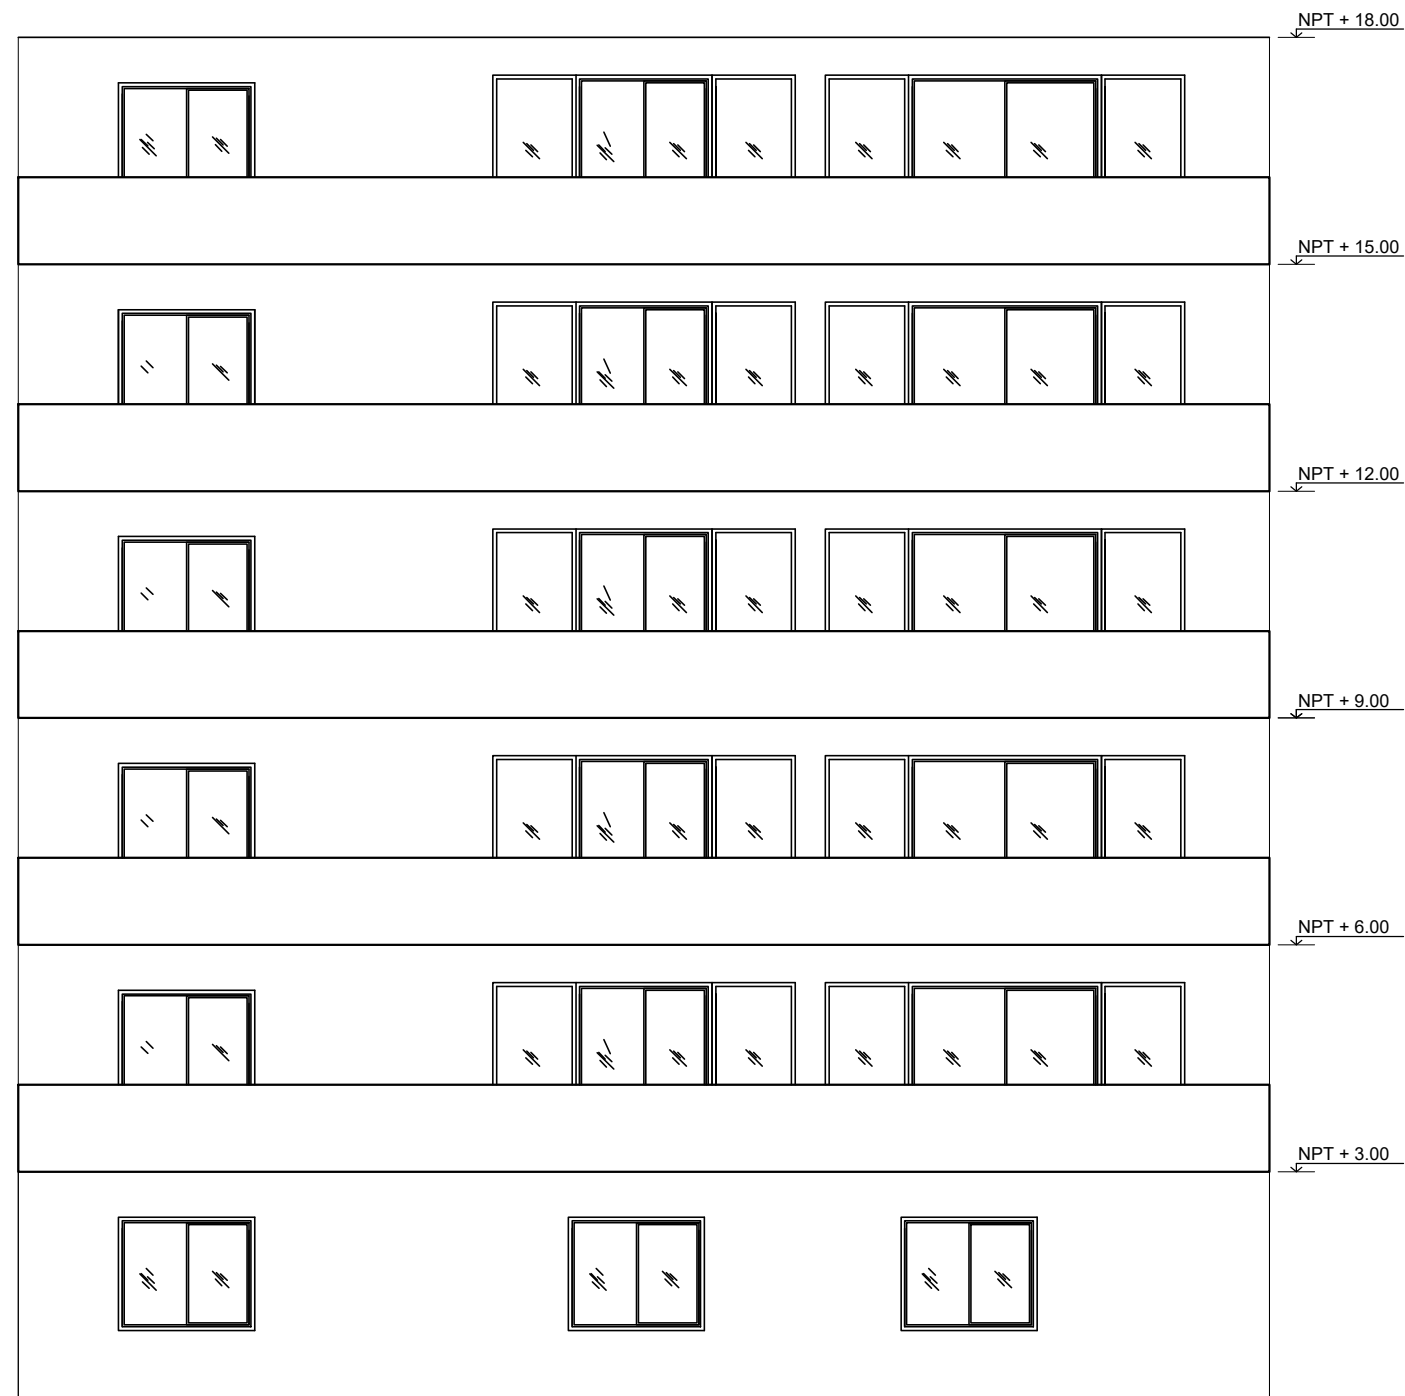 NPT + 18.00
NPT + 15.00
NPT + 12.00
NPT + 9.00
NPT + 6.00
NPT + 3.00